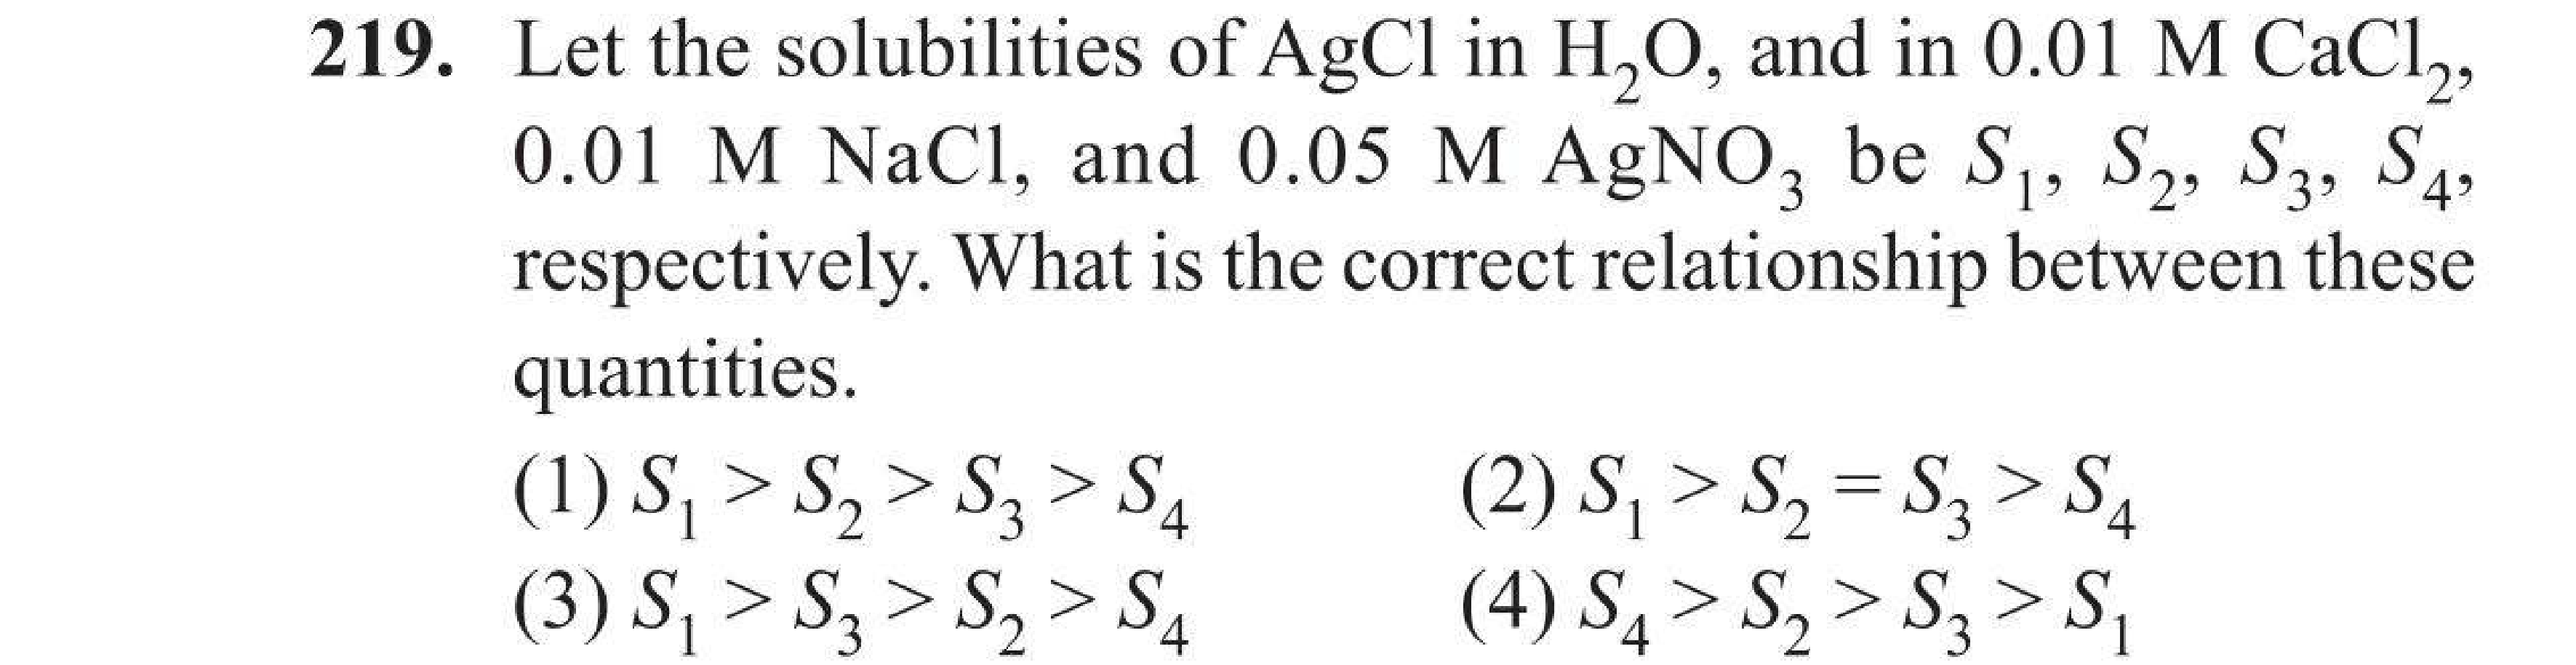 219. Let the solubilities of AgCl in H₂O, and in 0.01 M CaCl₂,
0.01 M NaCl, and 0.05 M AgNO₃ be S₁, S₂, S₃, S₄,
respectively. What is the correct relationship between these
quantities.
(1) S₁ > S₂ > S₃ > S₄ (2) S₁ > S₂ = S₃ > S₄
(3) S₁ > S₃ > S₂ > S₄ (4) S₄ > S₂ > S₃ > S₁